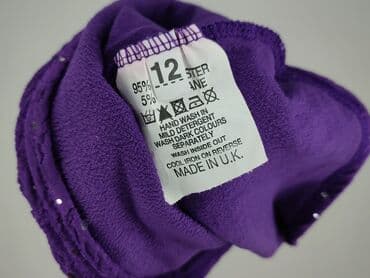 12
95% STER
5% ANE
HAND WASH IN
MILD DETERGENT
WASH DARK COLOURS
SEPARATELY
WASH INSIDE OUT
COOL IRON ON REVERSE
MADE IN U.K.